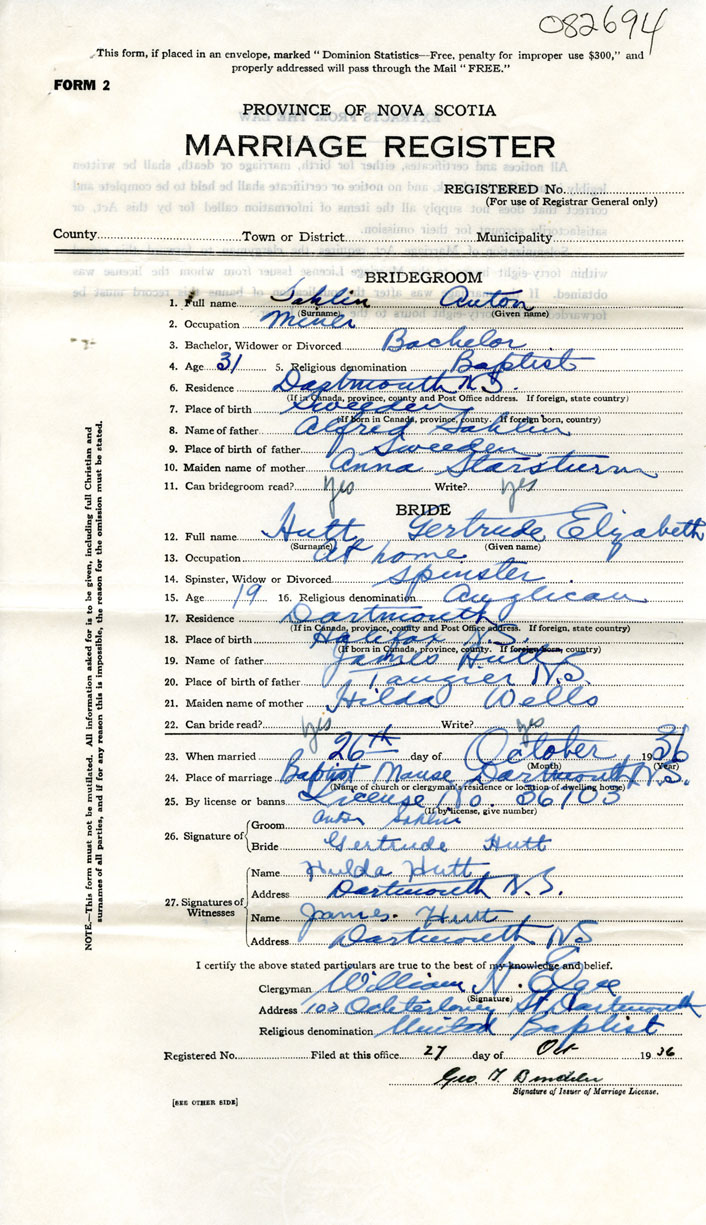 082694
This form, if placed in an envelope, marked "Dominion Statistics—Free, penalty for improper use $300," and
properly addressed will pass through the Mail "FREE."
FORM 2
PROVINCE OF NOVA SCOTIA
MARRIAGE REGISTER
REGISTERED No.
(For use of Registrar General only)
County Town or District Municipality
BRIDEGROOM
1. Full name Sahlin Anton
(Surname) (Given name)
2. Occupation Miner
3. Bachelor, Widower or Divorced Bachelor
4. Age 31 5. Religious denomination Baptist
6. Residence Dartmouth N.S.
(If in Canada, province, county and Post Office address. If foreign, state country)
7. Place of birth Sweden
(If born in Canada, province, county. If foreign born, country)
8. Name of father Alfred Sahlin
9. Place of birth of father Sweden
10. Maiden name of mother Anna
11. Can bridegroom read? yes Write? yes
BRIDE
12. Full name Hutt Gertrude Elizabeth
(Surname) (Given name)
13. Occupation At home
14. Spinster, Widow or Divorced Spinster
15. Age 19 16. Religious denomination Anglican
17. Residence Dartmouth
(If in Canada, province, county and Post Office address. If foreign, state country)
18. Place of birth Halifax N.S.
(If born in Canada, province, county. If foreign born, country)
19. Name of father James Hutt
20. Place of birth of father Tangier N.S.
21. Maiden name of mother Hilda Wells
22. Can bride read? yes Write? yes
23. When married 26th day of October 1936
(Month) (Year)
24. Place of marriage Baptist Manse Dartmouth N.S.
(Name of church or clergyman's residence or location of dwelling house)
25. By license or banns License No. 26103
(If by license, give number)
26. Signature of
Groom Anton Sahlin
Bride Gertrude Hutt
27. Signatures of Witnesses
Name Hilda Hutt
Address Dartmouth N.S.
Name James Hutt
Address Dartmouth NS
I certify the above stated particulars are true to the best of my knowledge and belief.
Clergyman William N.
(Signature)
Address 100 Ochterloney St. Dartmouth
Religious denomination United Baptist
Registered No. Filed at this office 27 day of Oct 1936
Geo. T.
Signature of Issuer of Marriage License.
[SEE OTHER SIDE]
NOTE.—This form must not be mutilated. All information asked for is to be given, including full Christian and
surnames of all parties, and if for any reason this is impossible, the reason for the omission must be stated.